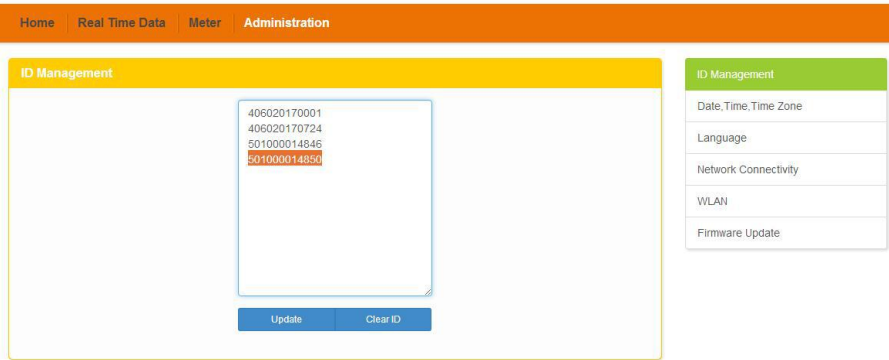 Home Real Time Data Meter Administration
ID Management
406020170001
406020170724
501000014846
501000014850
Update Clear ID
ID Management
Date,Time,Time Zone
Language
Network Connectivity
WLAN
Firmware Update